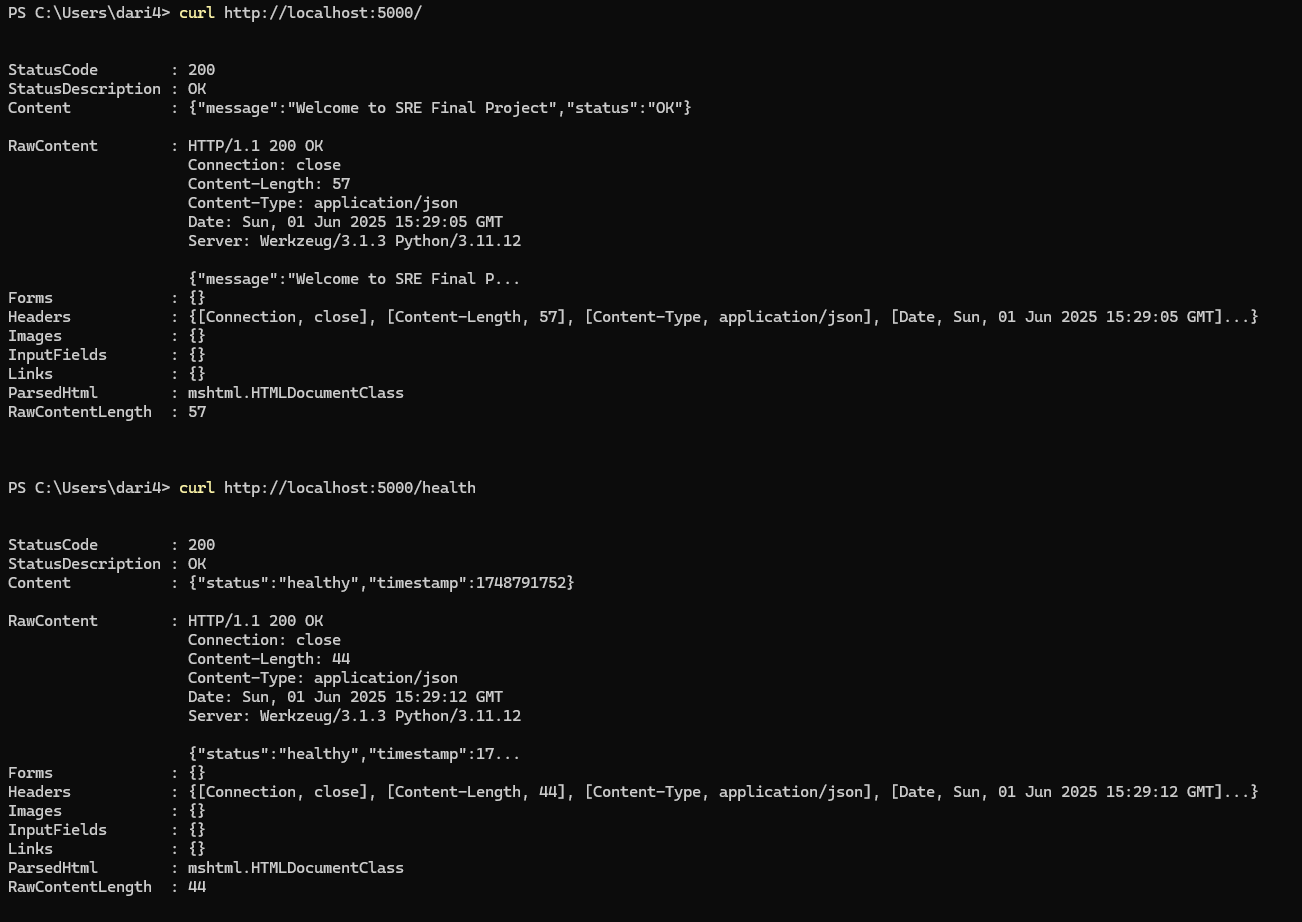 PS C:\Users\dari4> curl http://localhost:5000/
StatusCode        : 200
StatusDescription : OK
Content           : {"message":"Welcome to SRE Final Project","status":"OK"}
RawContent        : HTTP/1.1 200 OK
                    Connection: close
                    Content-Length: 57
                    Content-Type: application/json
                    Date: Sun, 01 Jun 2025 15:29:05 GMT
                    Server: Werkzeug/3.1.3 Python/3.11.12
                    {"message":"Welcome to SRE Final P...
Forms             : {}
Headers           : {[Connection, close], [Content-Length, 57], [Content-Type, application/json], [Date, Sun, 01 Jun 2025 15:29:05 GMT]...}
Images            : {}
InputFields       : {}
Links             : {}
ParsedHtml        : mshtml.HTMLDocumentClass
RawContentLength  : 57
PS C:\Users\dari4> curl http://localhost:5000/health
StatusCode        : 200
StatusDescription : OK
Content           : {"status":"healthy","timestamp":1748791752}
RawContent        : HTTP/1.1 200 OK
                    Connection: close
                    Content-Length: 44
                    Content-Type: application/json
                    Date: Sun, 01 Jun 2025 15:29:12 GMT
                    Server: Werkzeug/3.1.3 Python/3.11.12
                    {"status":"healthy","timestamp":17...
Forms             : {}
Headers           : {[Connection, close], [Content-Length, 44], [Content-Type, application/json], [Date, Sun, 01 Jun 2025 15:29:12 GMT]...}
Images            : {}
InputFields       : {}
Links             : {}
ParsedHtml        : mshtml.HTMLDocumentClass
RawContentLength  : 44